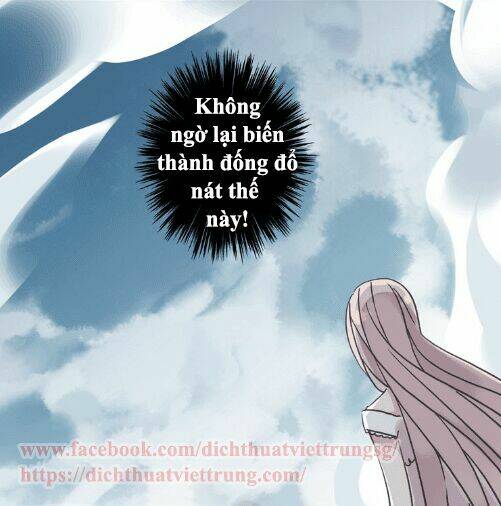 Không
ngờ lại biến
thành đống đổ
nát thế
này!
www.facebook.com/dichthuatviettrungsg/
https://dichthuatviettrung.com/